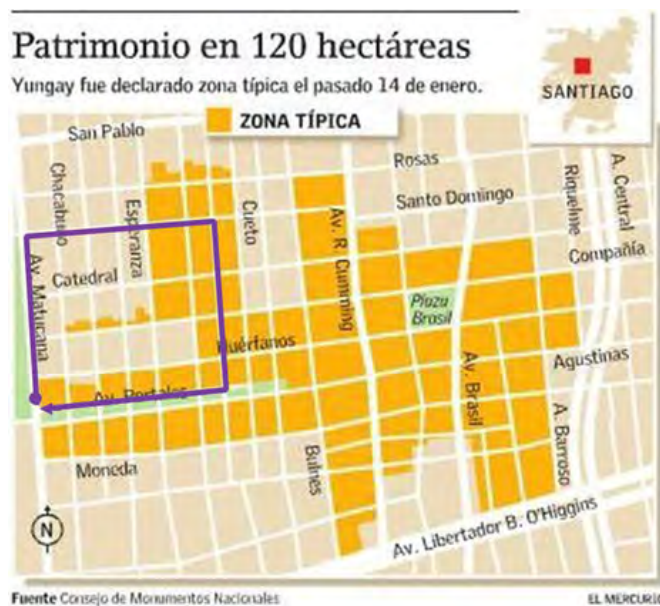 Patrimonio en 120 hectáreas
Yungay fue declarado zona típica el pasado 14 de enero.
SANTIAGO
ZONA TÍPICA
San Pablo
Rosas
Santo Domingo
Chacabuco
Esperanza
Cueto
Av. R. Cumming
Riquelme
A. Central
Compañía
Av. Matucana
Catedral
Plaza
Brasil
Huérfanos
Av. Portales
Av. Brasil
Agustinas
Moneda
Bulnes
A. Barroso
Av. Libertador B. O'Higgins
N
Fuente Consejo de Monumentos Nacionales
EL MERCURIO